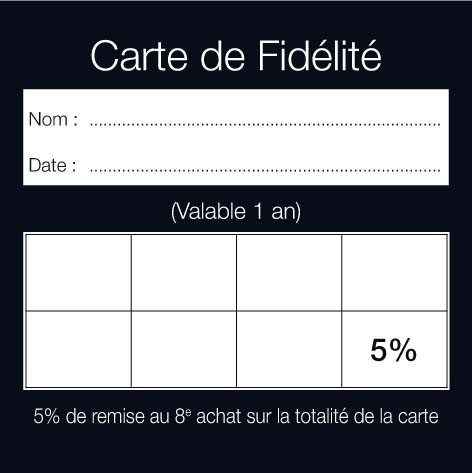 Carte de Fidélité
Nom : ................................................................................
Date : ................................................................................
(Valable 1 an)
5%
5% de remise au 8e achat sur la totalité de la carte